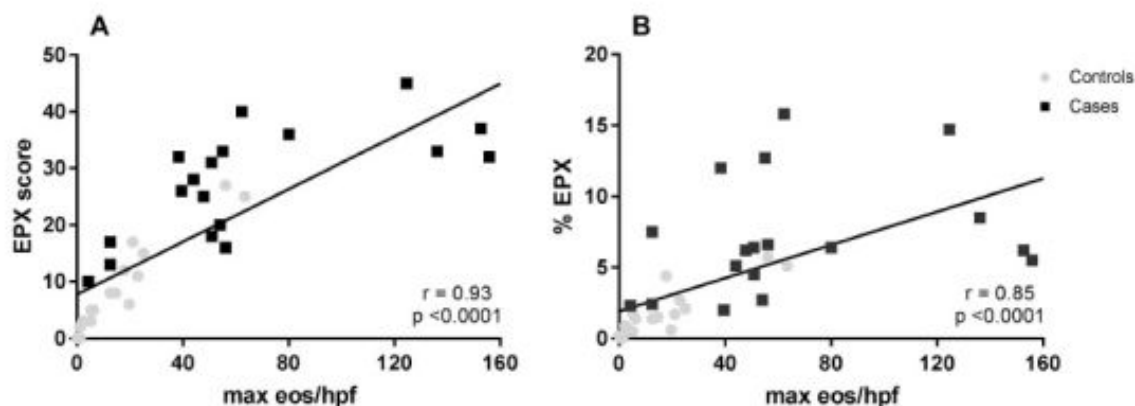 A
50
40
30
20
10
0
EPX score
0 40 80 120 160
max eos/hpf
r = 0.93
p <0.0001
B
20
15
10
5
0
% EPX
0 40 80 120 160
max eos/hpf
r = 0.85
p <0.0001
Controls
Cases